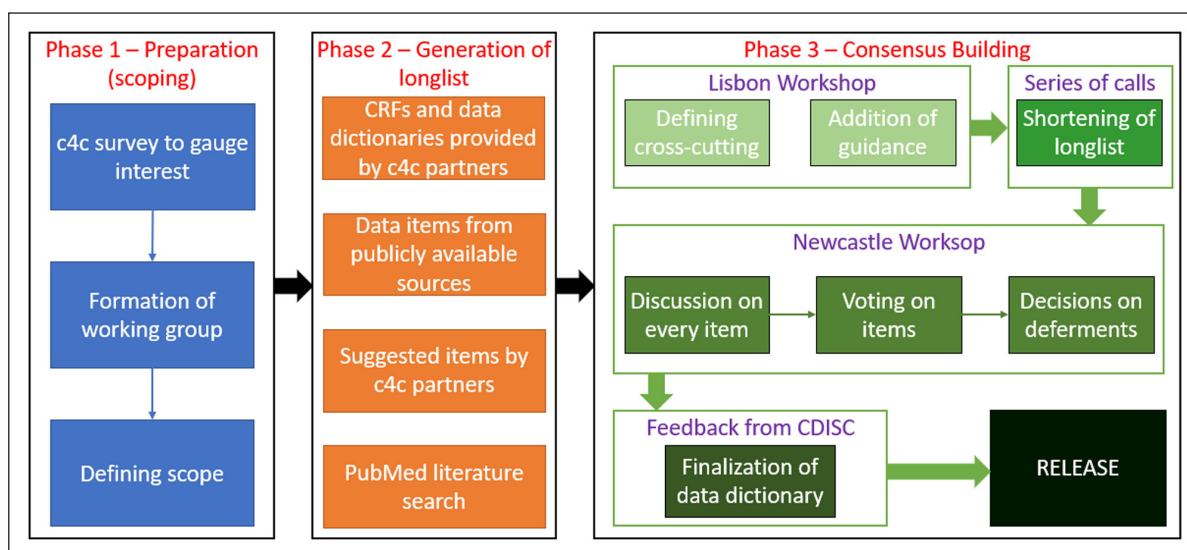 Phase 1 – Preparation
(scoping)
c4c survey to gauge
interest
Formation of
working group
Defining scope
Phase 2 – Generation of
longlist
CRFs and data
dictionaries provided
by c4c partners
Data items from
publicly available
sources
Suggested items by
c4c partners
PubMed literature
search
Phase 3 – Consensus Building
Lisbon Workshop
Defining
cross-cutting
Addition of
guidance
Series of calls
Shortening of
longlist
Newcastle Worksop
Discussion on
every item
Voting on
items
Decisions on
deferments
Feedback from CDISC
Finalization of
data dictionary
RELEASE